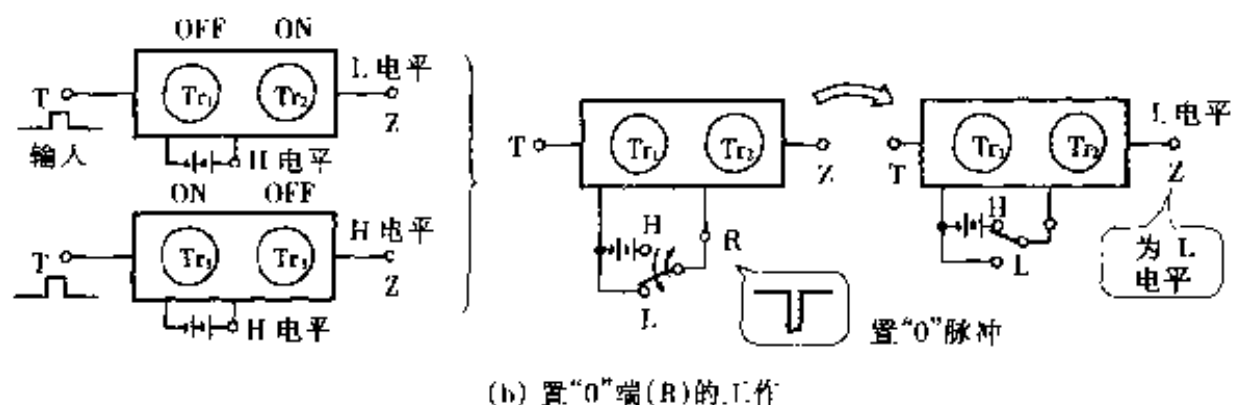 OFF ON
Tr₁ Tr₂
L 电平
T
Z
输入
H 电平
ON OFF
H 电平
T
Z
H 电平
T
Tr₁ Tr₂
Z
H
R
L
置“0”脉冲
L 电平
T
Tr₁ Tr₂
Z
H
L
为 L
电平
(b) 置“0”端(R)的工作